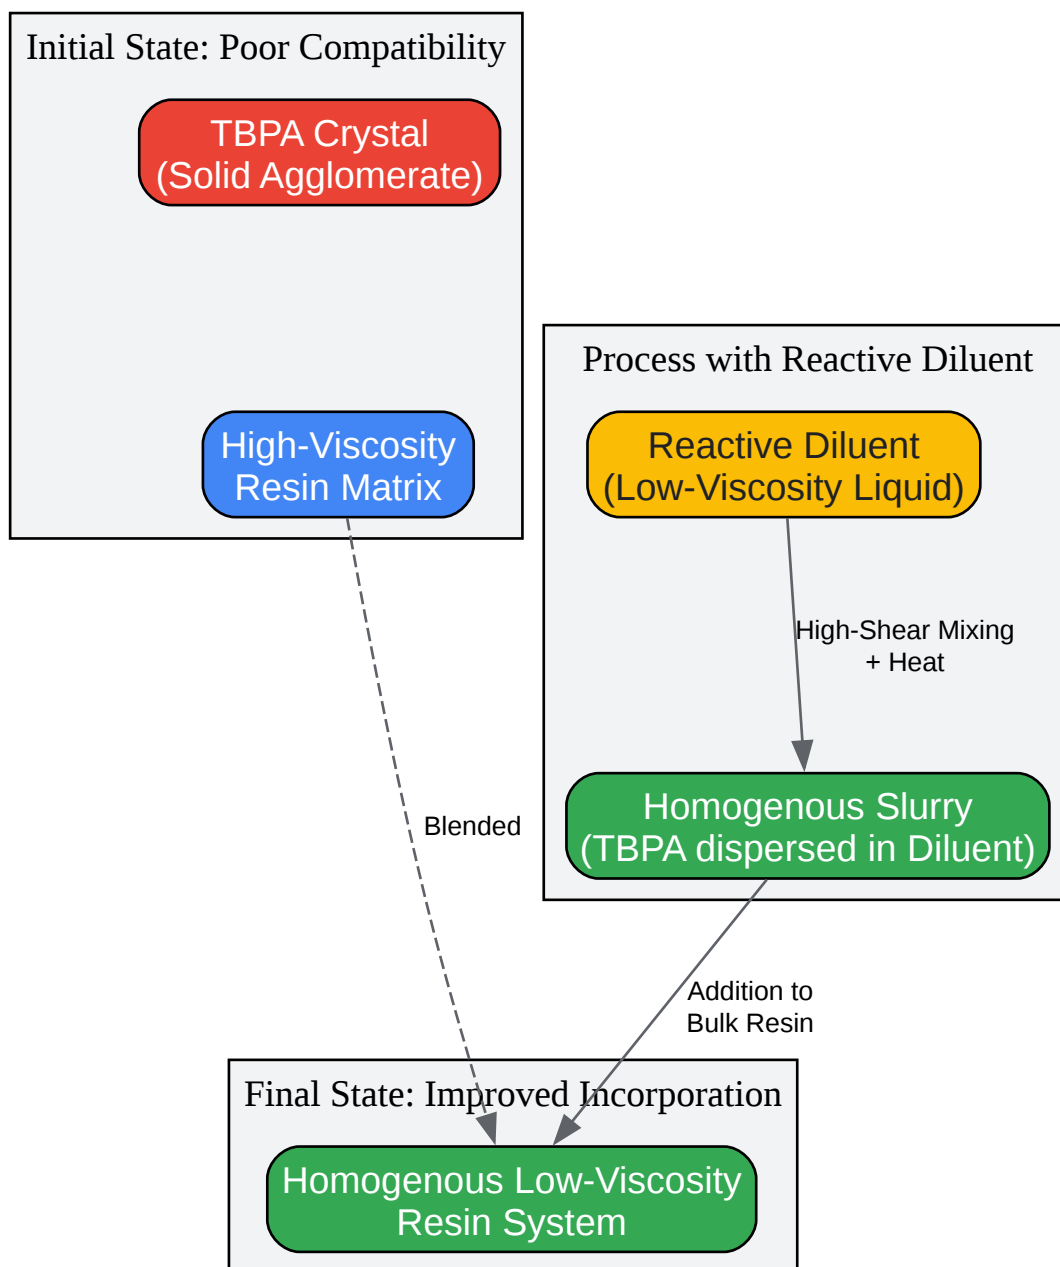 Initial State: Poor Compatibility
TBPA Crystal
(Solid Agglomerate)
High-Viscosity
Resin Matrix
Process with Reactive Diluent
Reactive Diluent
(Low-Viscosity Liquid)
High-Shear Mixing
+ Heat
Homogenous Slurry
(TBPA dispersed in Diluent)
Blended
Addition to
Bulk Resin
Final State: Improved Incorporation
Homogenous Low-Viscosity
Resin System